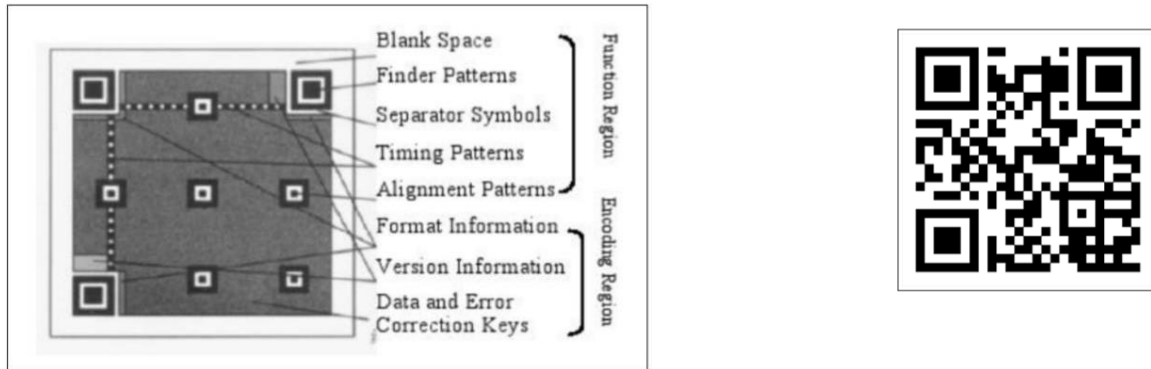 Blank Space
Finder Patterns
Separator Symbols
Timing Patterns
Alignment Patterns
Format Information
Version Information
Data and Error
Correction Keys
Function Region
Encoding Region